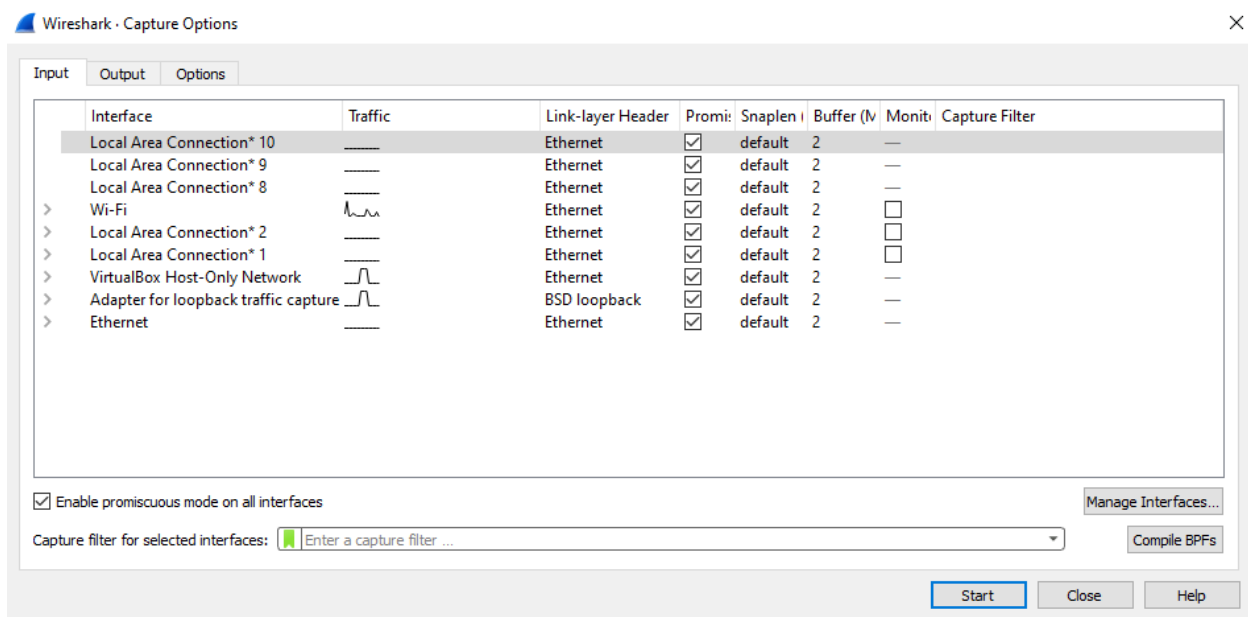 Wireshark · Capture Options
Input Output Options
Interface Traffic Link-layer Header Promi: Snaplen ( Buffer (M Monit Capture Filter
Local Area Connection* 10 Ethernet default 2 —
Local Area Connection* 9 Ethernet default 2 —
Local Area Connection* 8 Ethernet default 2 —
Wi-Fi Ethernet default 2
Local Area Connection* 2 Ethernet default 2
Local Area Connection* 1 Ethernet default 2
VirtualBox Host-Only Network Ethernet default 2 —
Adapter for loopback traffic capture BSD loopback default 2 —
Ethernet Ethernet default 2 —
Enable promiscuous mode on all interfaces Manage Interfaces...
Capture filter for selected interfaces: Enter a capture filter ... Compile BPFs
Start Close Help